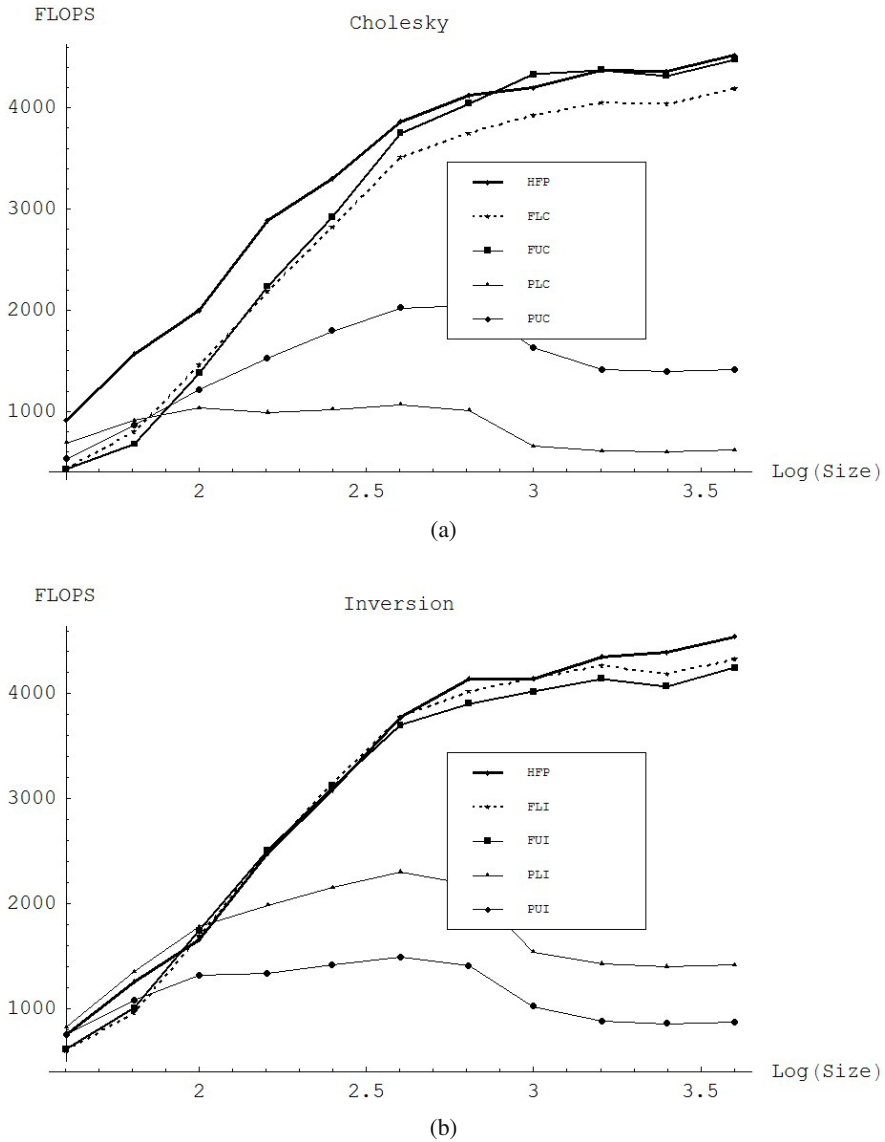 FLOPS
Cholesky
4000
3000
2000
1000
HFP
FLC
FUC
PLC
PUC
2
2.5
3
3.5
Log(Size)
(a)
FLOPS
Inversion
4000
3000
2000
1000
HFP
FLI
FUI
PLI
PUI
2
2.5
3
3.5
Log(Size)
(b)